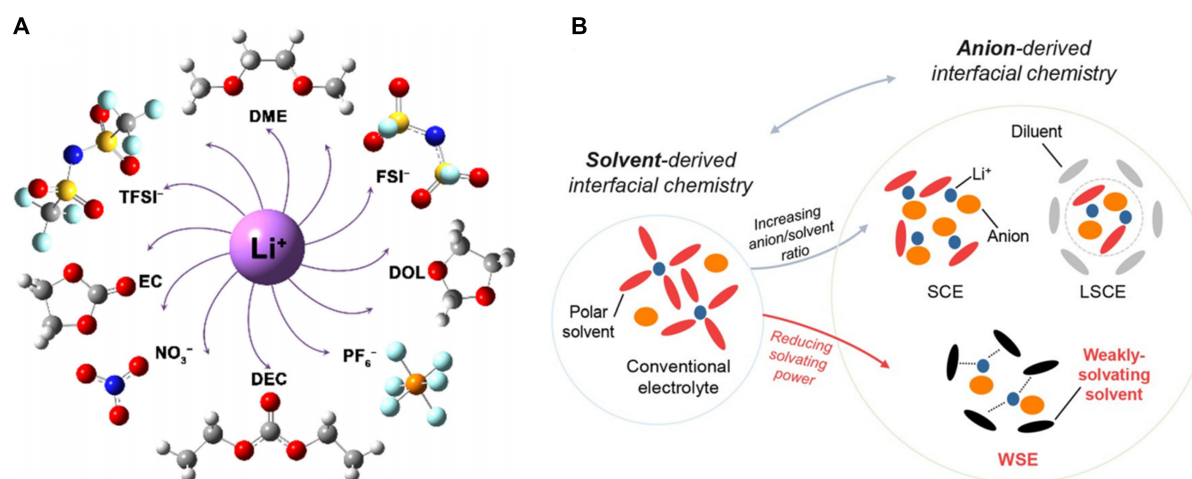 A
DME
TFSI⁻
FSI⁻
Li⁺
EC
DOL
NO₃⁻
PF₆⁻
DEC
B
Anion-derived
interfacial chemistry
Solvent-derived
interfacial chemistry
Diluent
Li⁺
Increasing
anion/solvent
ratio
Anion
SCE
LSCE
Polar
solvent
Conventional
electrolyte
Reducing
solvating
power
Weakly-
solvating
solvent
WSE